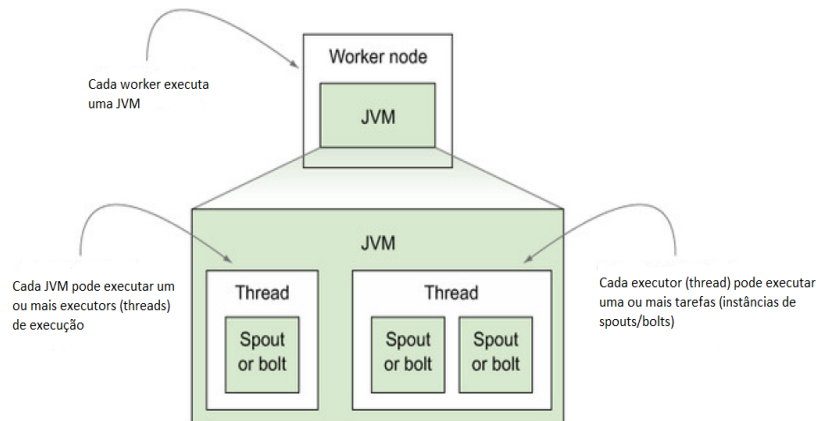 Worker node
JVM
Cada worker executa
uma JVM
JVM
Cada JVM pode executar um
ou mais executors (threads)
de execução
Thread
Spout
or bolt
Thread
Spout
or bolt
Spout
or bolt
Cada executor (thread) pode executar
uma ou mais tarefas (instâncias de
spouts/bolts)